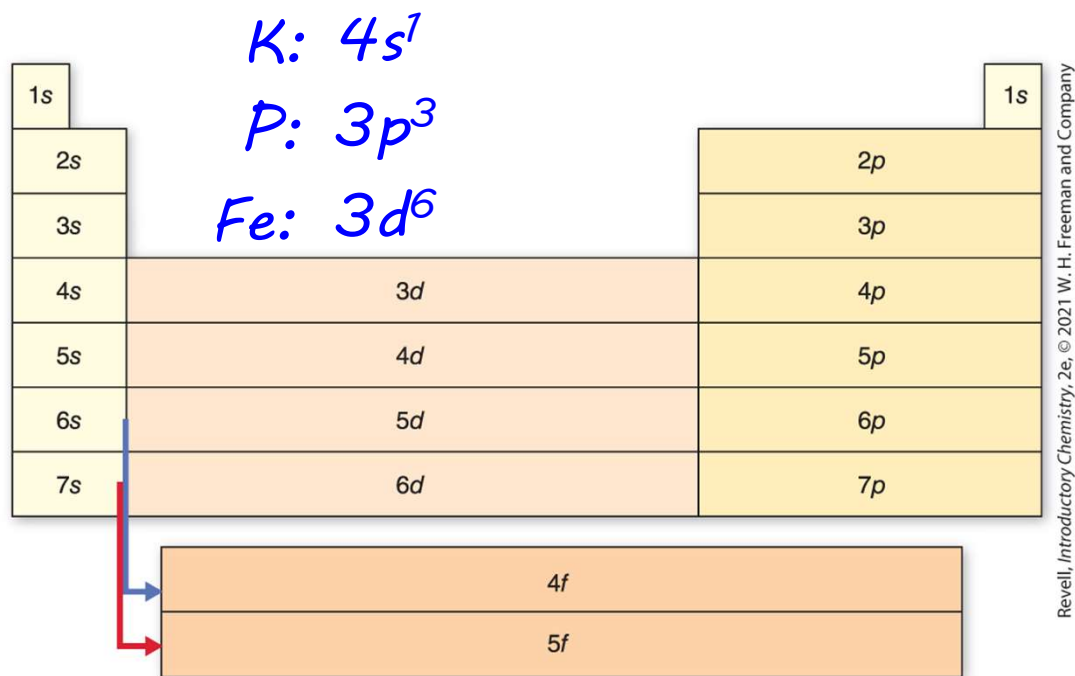 K: 4s¹
P: 3p³
Fe: 3d⁶
1s 1s
2s 2p
3s 3p
4s 3d 4p
5s 4d 5p
6s 5d 6p
7s 6d 7p
4f
5f
Revell, Introductory Chemistry, 2e, © 2021 W. H. Freeman and Company